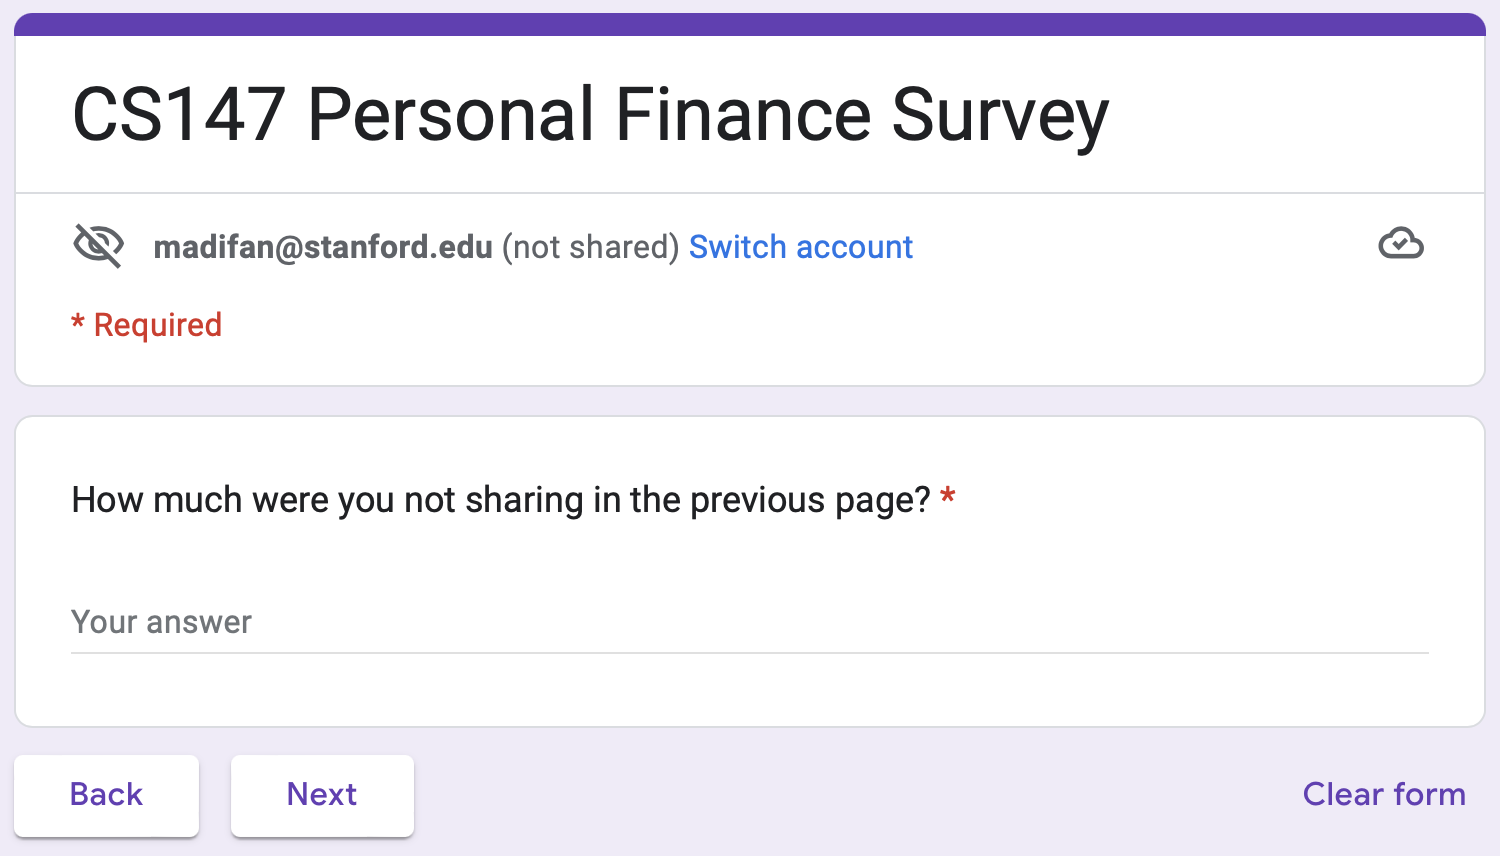 CS147 Personal Finance Survey
madifan@stanford.edu (not shared) Switch account
* Required
How much were you not sharing in the previous page? *
Your answer
Back Next Clear form